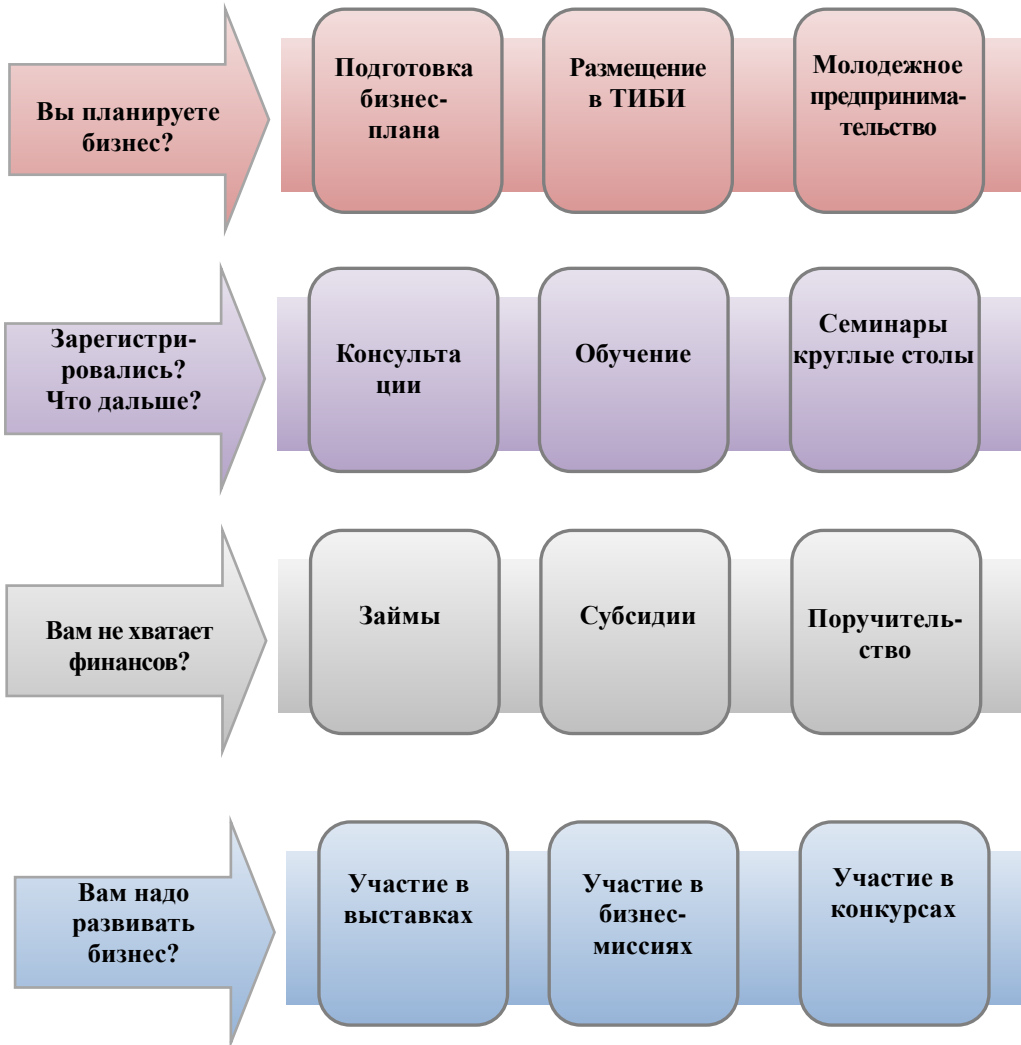 Вы планируете
бизнес?
Подготовка
бизнес-
плана
Размещение
в ТИБИ
Молодежное
предпринима-
тельство
Зарегистри-
ровались?
Что дальше?
Консульта
ции
Обучение
Семинары
круглые столы
Вам не хватает
финансов?
Займы
Субсидии
Поручитель-
ство
Вам надо
развивать
бизнес?
Участие в
выставках
Участие в
бизнес-
миссиях
Участие в
конкурсах